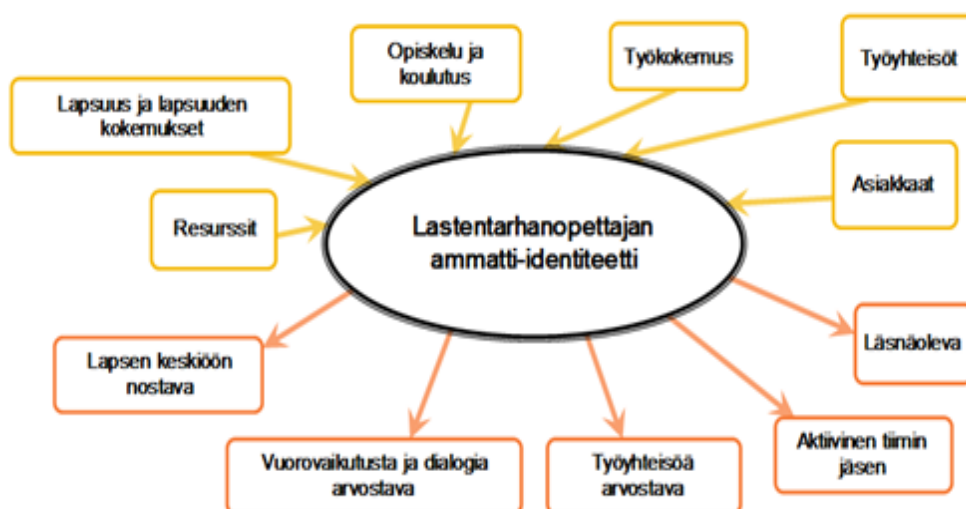 Opiskelu ja
koulutus
Työkokemus
Työyhteisöt
Lapsuus ja lapsuuden
kokemukset
Asiakkaat
Resurssit
Lastentarhanopettajan
ammatti-identiteetti
Läsnäoleva
Lapsen keskiöön
nostava
Aktiivinen tiimin
jäsen
Vuorovaikutusta ja dialogia
arvostava
Työyhteisöä
arvostava